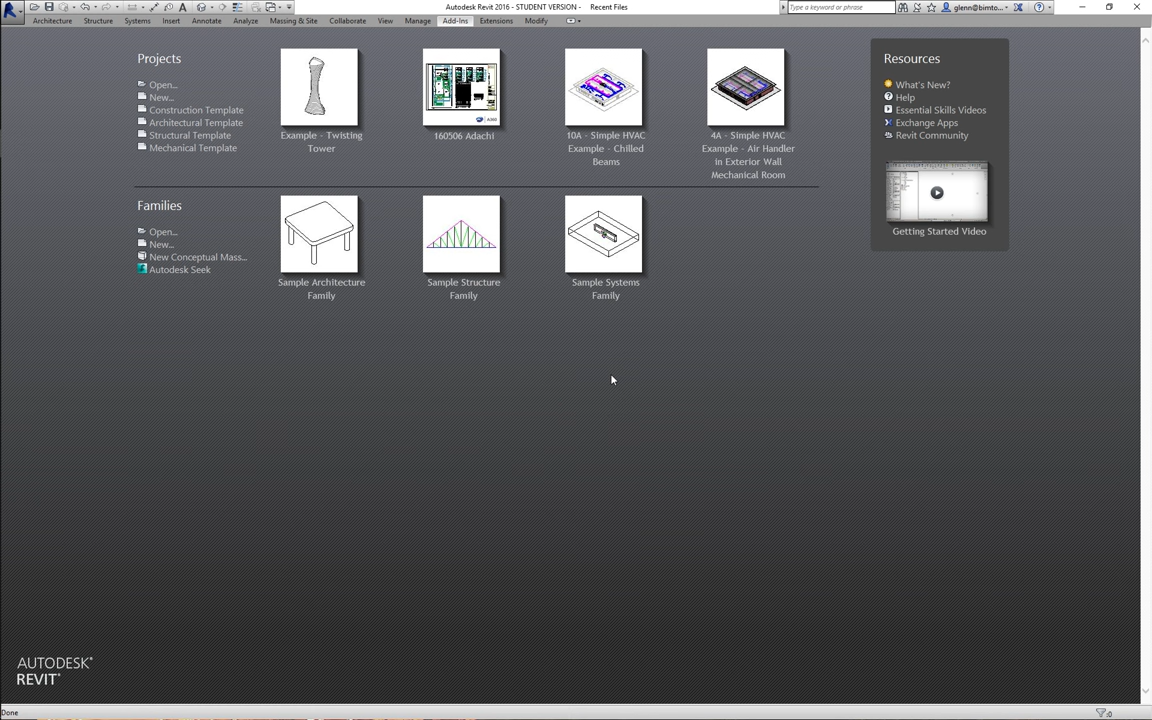 Autodesk Revit 2016 - STUDENT VERSION - Recent Files
Type a keyword or phrase
glenn@bimto...
Architecture Structure Systems Insert Annotate Analyze Massing & Site Collaborate View Manage Add-Ins Extensions Modify
Projects
Open...
New...
Construction Template
Architectural Template
Structural Template
Mechanical Template
Example - Twisting
Tower
160506 Adachi
10A - Simple HVAC
Example - Chilled
Beams
4A - Simple HVAC
Example - Air Handler
in Exterior Wall
Mechanical Room
Families
Open...
New...
New Conceptual Mass...
Autodesk Seek
Sample Architecture
Family
Sample Structure
Family
Sample Systems
Family
Resources
What's New?
Help
Essential Skills Videos
Exchange Apps
Revit Community
Getting Started Video
AUTODESK®
REVIT®
Done
:0